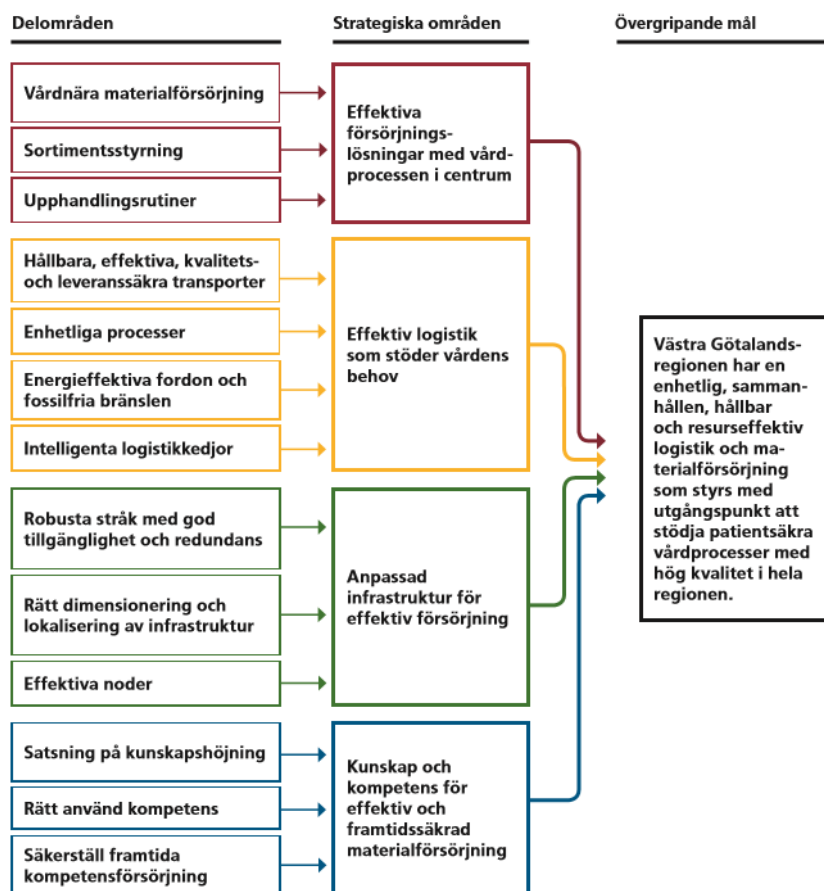 Delområden
Strategiska områden
Övergripande mål
Vårdnära materialförsörjning
Sortimentsstyrning
Upphandlingsrutiner
Effektiva
försörjnings-
lösningar med vård-
processen i centrum
Hållbara, effektiva, kvalitets-
och leveranssäkra transporter
Enhetliga processer
Energieffektiva fordon och
fossilfria bränslen
Intelligenta logistikkedjor
Effektiv logistik
som stöder vårdens
behov
Robusta stråk med god
tillgänglighet och redundans
Rätt dimensionering och
lokalisering av infrastruktur
Effektiva noder
Anpassad
infrastruktur för
effektiv försörjning
Satsning på kunskapshöjning
Rätt använd kompetens
Säkerställ framtida
kompetensförsörjning
Kunskap och
kompetens för
effektiv och
framtidssäkrad
materialförsörjning
Västra Götalands-
regionen har en
enhetlig, samman-
hållen, hållbar
och resurseffektiv
logistik och ma-
terialförsörjning
som styrs med
utgångspunkt att
stödja patientsäkra
vårdprocesser med
hög kvalitet i hela
regionen.